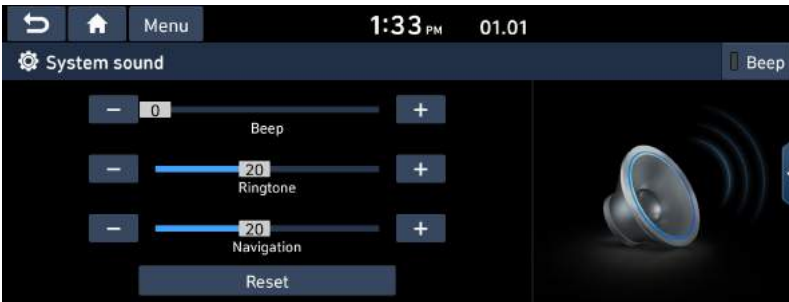 Menu 1:33 PM 01.01
System sound Beep
− 0 +
Beep
− 20 +
Ringtone
− 20 +
Navigation
Reset